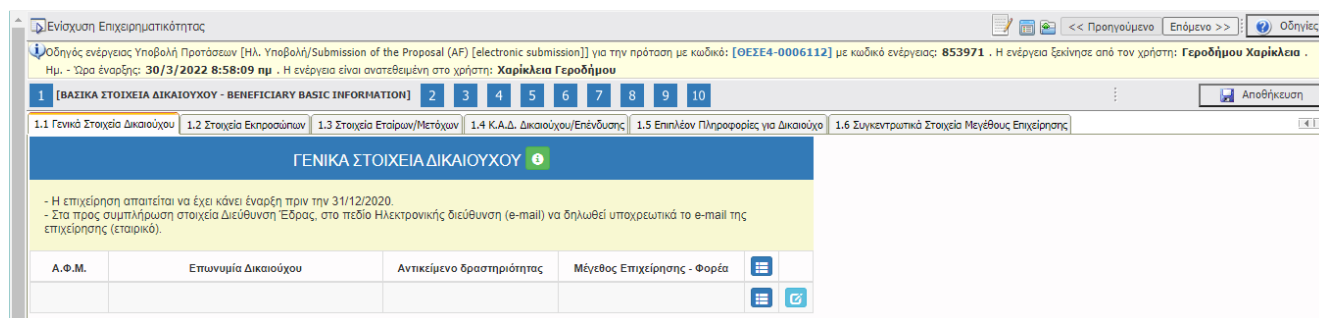 Ενίσχυση Επιχειρηματικότητας << Προηγούμενο Επόμενο >> Οδηγίες
Οδηγός ενέργειας Υποβολή Προτάσεων [Ηλ. Υποβολή/Submission of the Proposal (AF) [electronic submission]] για την πρόταση με κωδικό: [ΟΕΣΕ4-0006112] με κωδικό ενέργειας: 853971 . Η ενέργεια ξεκίνησε από τον χρήστη: Γεροδήμου Χαρίκλεια .
Ημ. - Ώρα έναρξης: 30/3/2022 8:58:09 πμ . Η ενέργεια είναι ανατεθειμένη στο χρήστη: Χαρίκλεια Γεροδήμου
1 [ΒΑΣΙΚΑ ΣΤΟΙΧΕΙΑ ΔΙΚΑΙΟΥΧΟΥ - BENEFICIARY BASIC INFORMATION] 2 3 4 5 6 7 8 9 10 Αποθήκευση
1.1 Γενικά Στοιχεία Δικαιούχου 1.2 Στοιχεία Εκπροσώπων 1.3 Στοιχεία Εταίρων/Μετόχων 1.4 Κ.Α.Δ. Δικαιούχου/Επένδυσης 1.5 Επιπλέον Πληροφορίες για Δικαιούχο 1.6 Συγκεντρωτικά Στοιχεία Μεγέθους Επιχείρησης
ΓΕΝΙΚΑ ΣΤΟΙΧΕΙΑ ΔΙΚΑΙΟΥΧΟΥ
- Η επιχείρηση απαιτείται να έχει κάνει έναρξη πριν την 31/12/2020.
- Στα προς συμπλήρωση στοιχεία Διεύθυνση Έδρας, στο πεδίο Ηλεκτρονικής διεύθυνση (e-mail) να δηλωθεί υποχρεωτικά το e-mail της
επιχείρησης (εταιρικό).
Α.Φ.Μ. Επωνυμία Δικαιούχου Αντικείμενο δραστηριότητας Μέγεθος Επιχείρησης - Φορέα